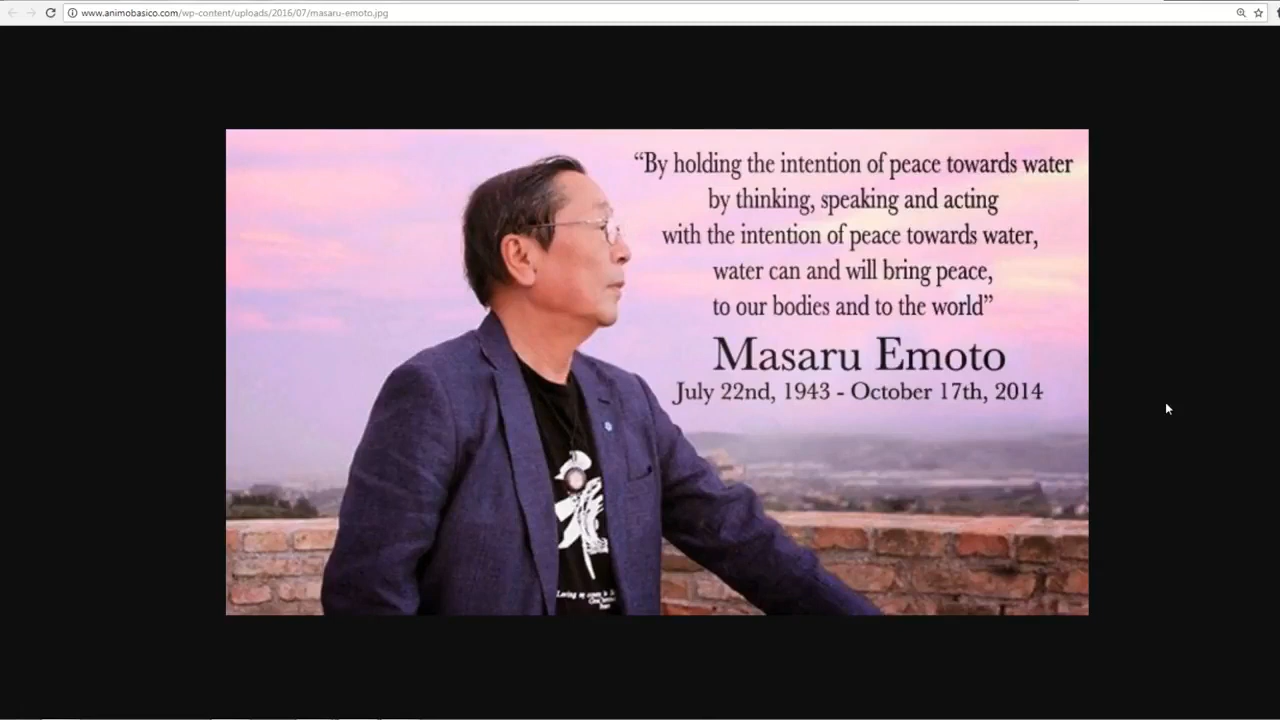 www.animobasico.com/wp-content/uploads/2016/07/masaru-emoto.jpg
“By holding the intention of peace towards water
by thinking, speaking and acting
with the intention of peace towards water,
water can and will bring peace,
to our bodies and to the world”
Masaru Emoto
July 22nd, 1943 - October 17th, 2014